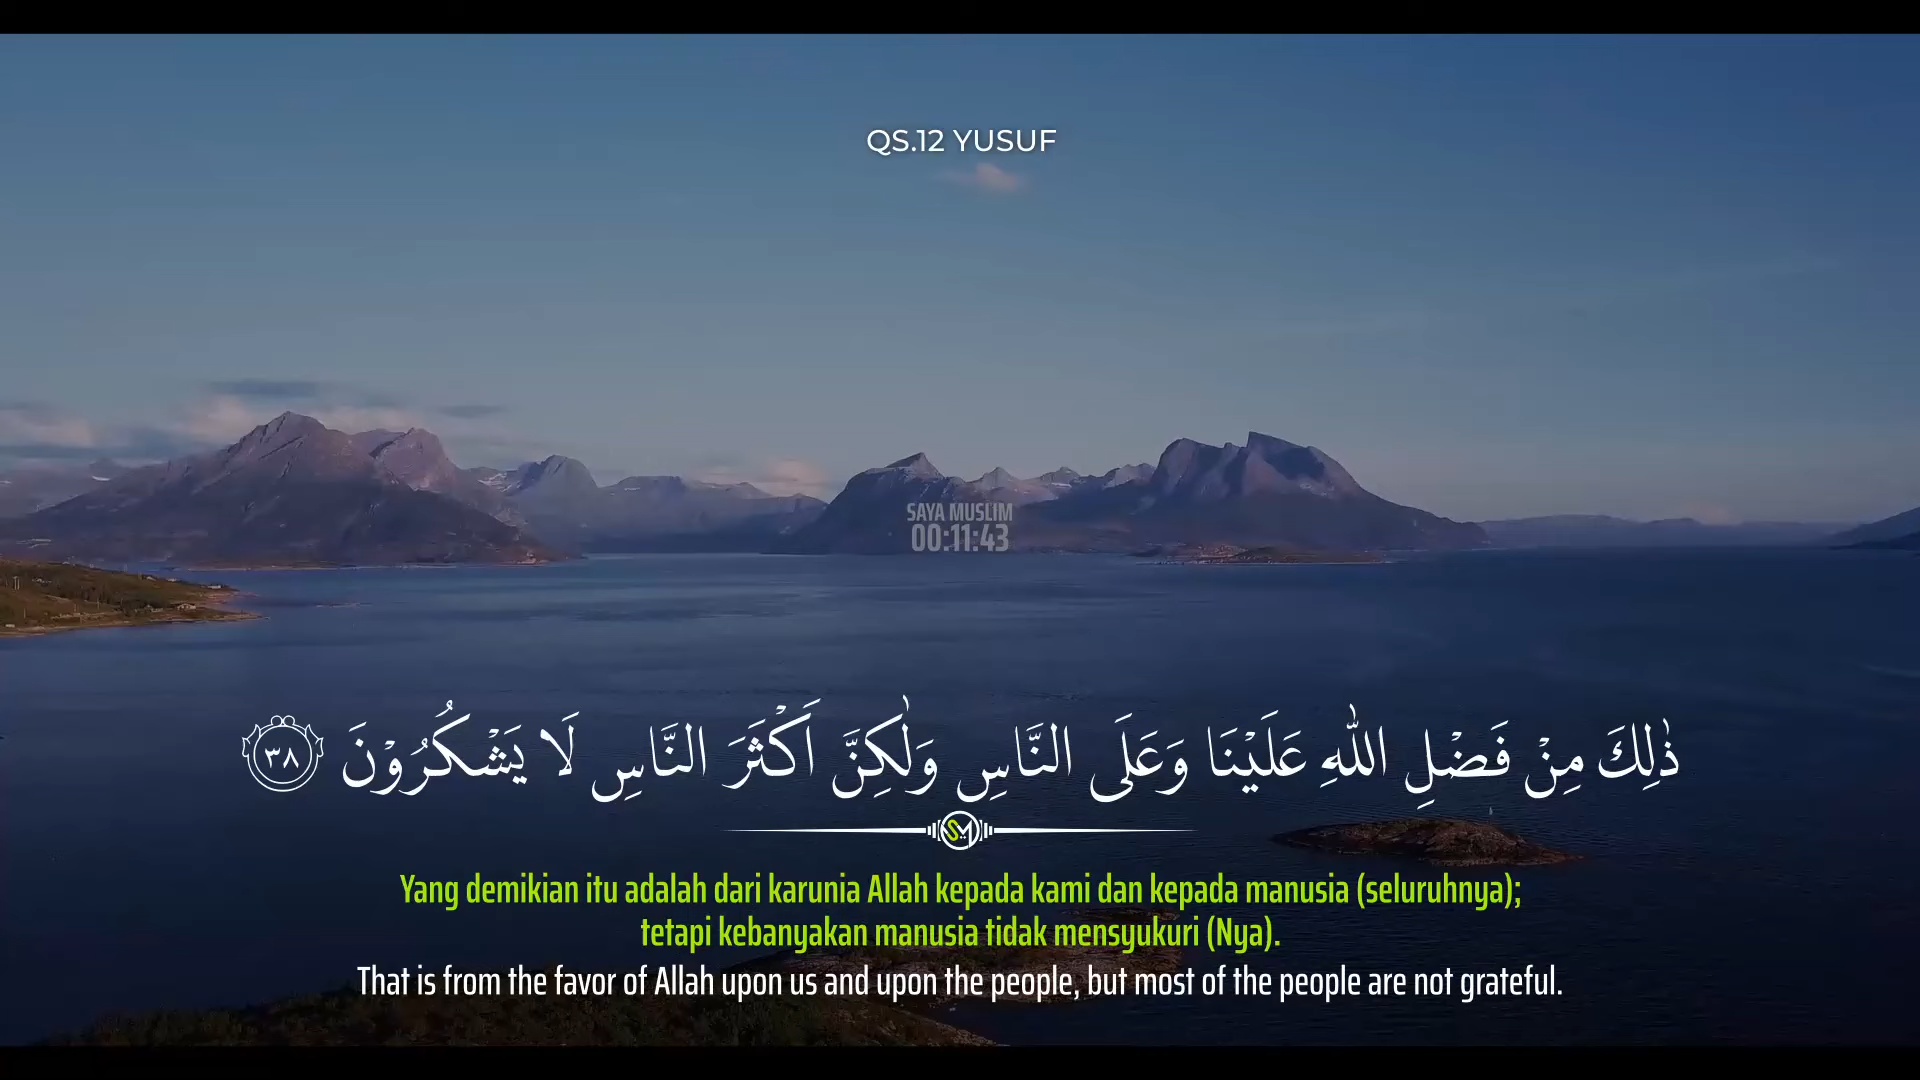 QS.12 YUSUF
SAYA MUSLIM
00:11:43
ذٰلِكَ مِنْ فَضْلِ اللّٰهِ عَلَيْنَا وَعَلَى النَّاسِ وَلٰكِنَّ اَكْثَرَ النَّاسِ لَا يَشْكُرُوْنَ ٣٨
SM
Yang demikian itu adalah dari karunia Allah kepada kami dan kepada manusia (seluruhnya);
tetapi kebanyakan manusia tidak mensyukuri (Nya).
That is from the favor of Allah upon us and upon the people, but most of the people are not grateful.